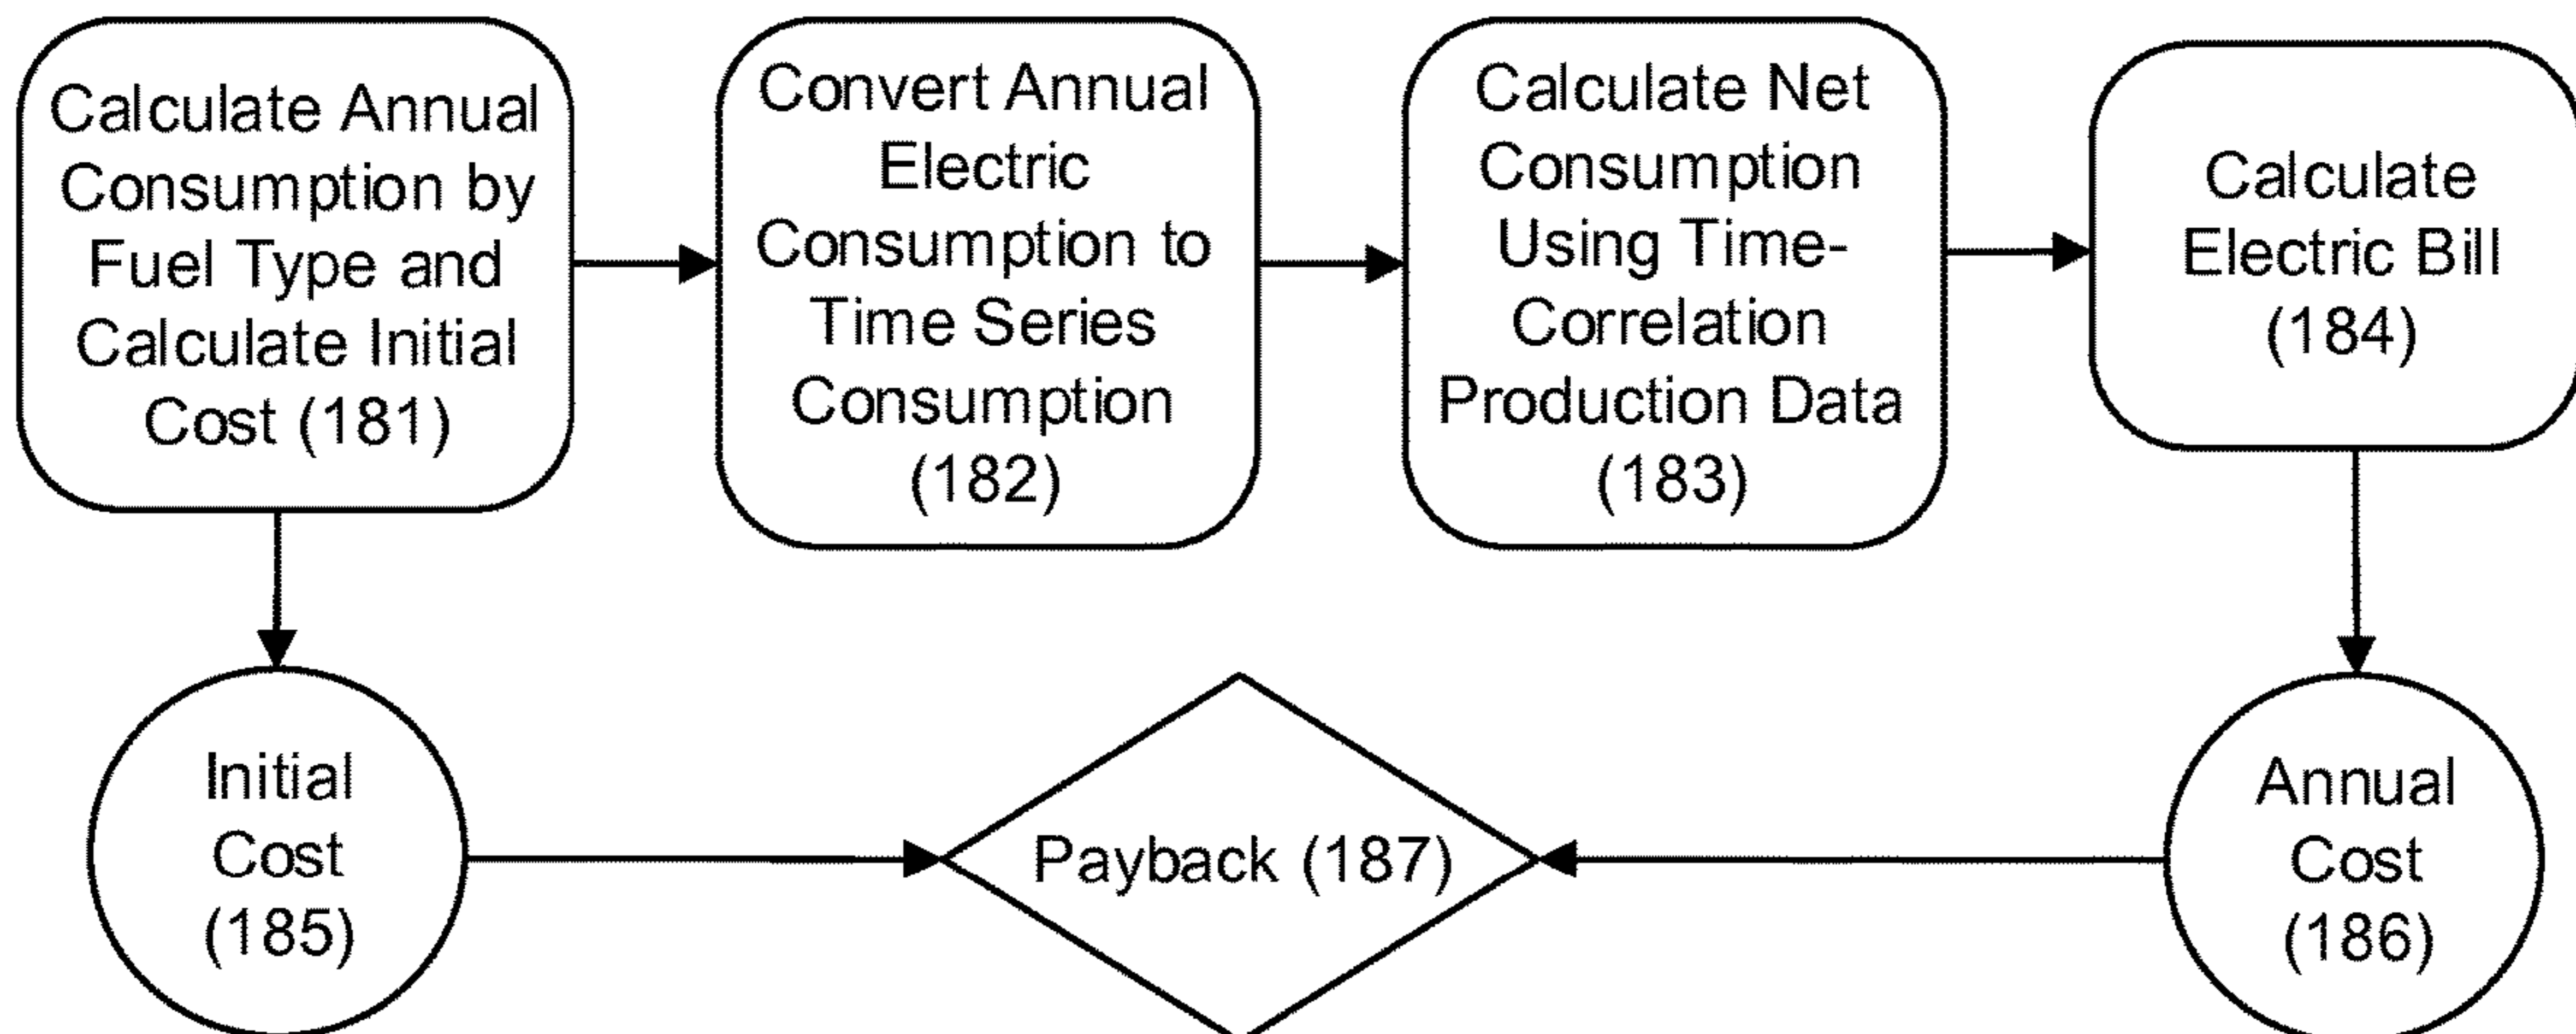 Calculate Annual
Consumption by
Fuel Type and
Calculate Initial
Cost (181)
Convert Annual
Electric
Consumption to
Time Series
Consumption
(182)
Calculate Net
Consumption
Using Time-
Correlation
Production Data
(183)
Calculate
Electric Bill
(184)
Initial
Cost
(185)
Payback (187)
Annual
Cost
(186)